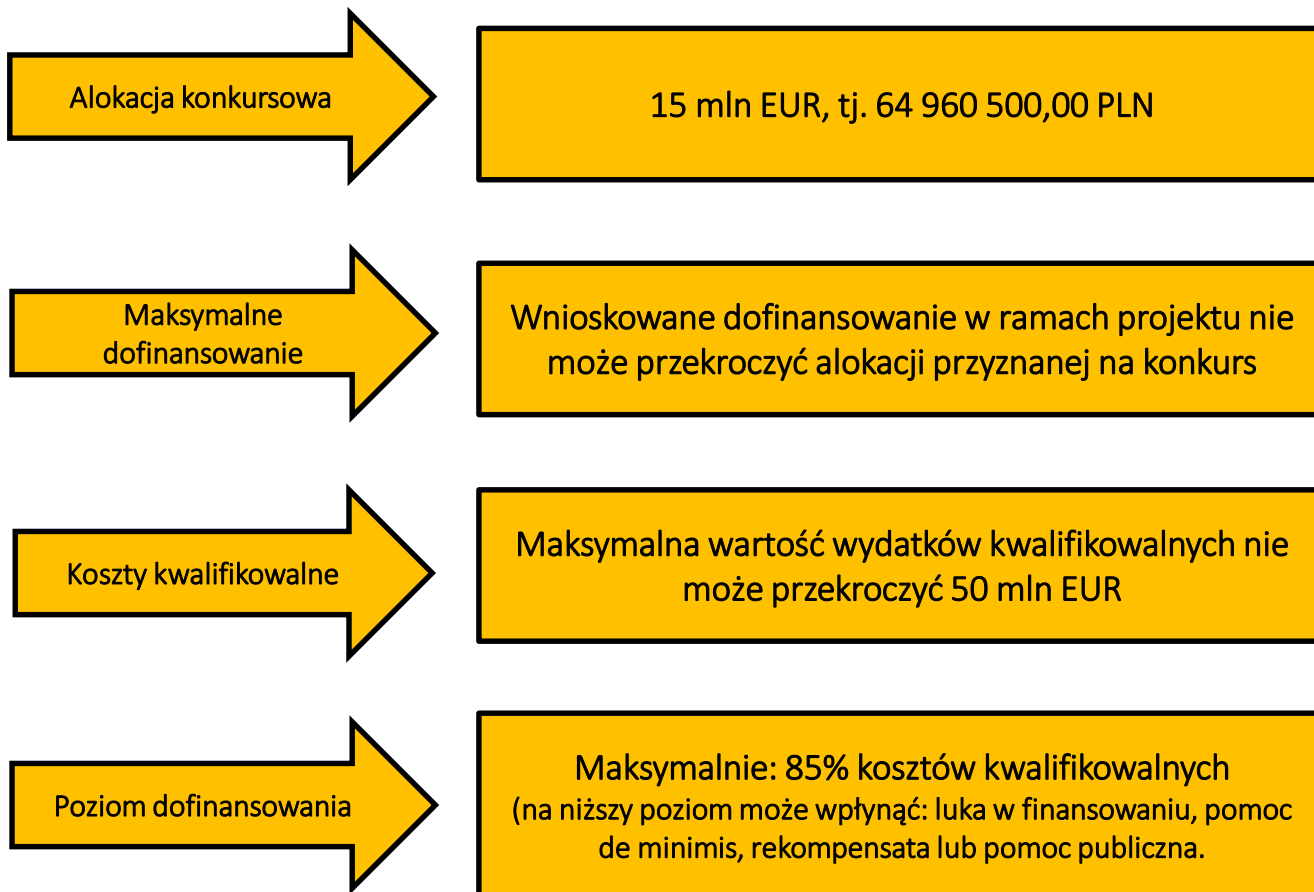 Alokacja konkursowa
15 mln EUR, tj. 64 960 500,00 PLN
Maksymalne
dofinansowanie
Wnioskowane dofinansowanie w ramach projektu nie
może przekroczyć alokacji przyznanej na konkurs
Koszty kwalifikowalne
Maksymalna wartość wydatków kwalifikowalnych nie
może przekroczyć 50 mln EUR
Poziom dofinansowania
Maksymalnie: 85% kosztów kwalifikowalnych
(na niższy poziom może wpłynąć: luka w finansowaniu, pomoc
de minimis, rekompensata lub pomoc publiczna.